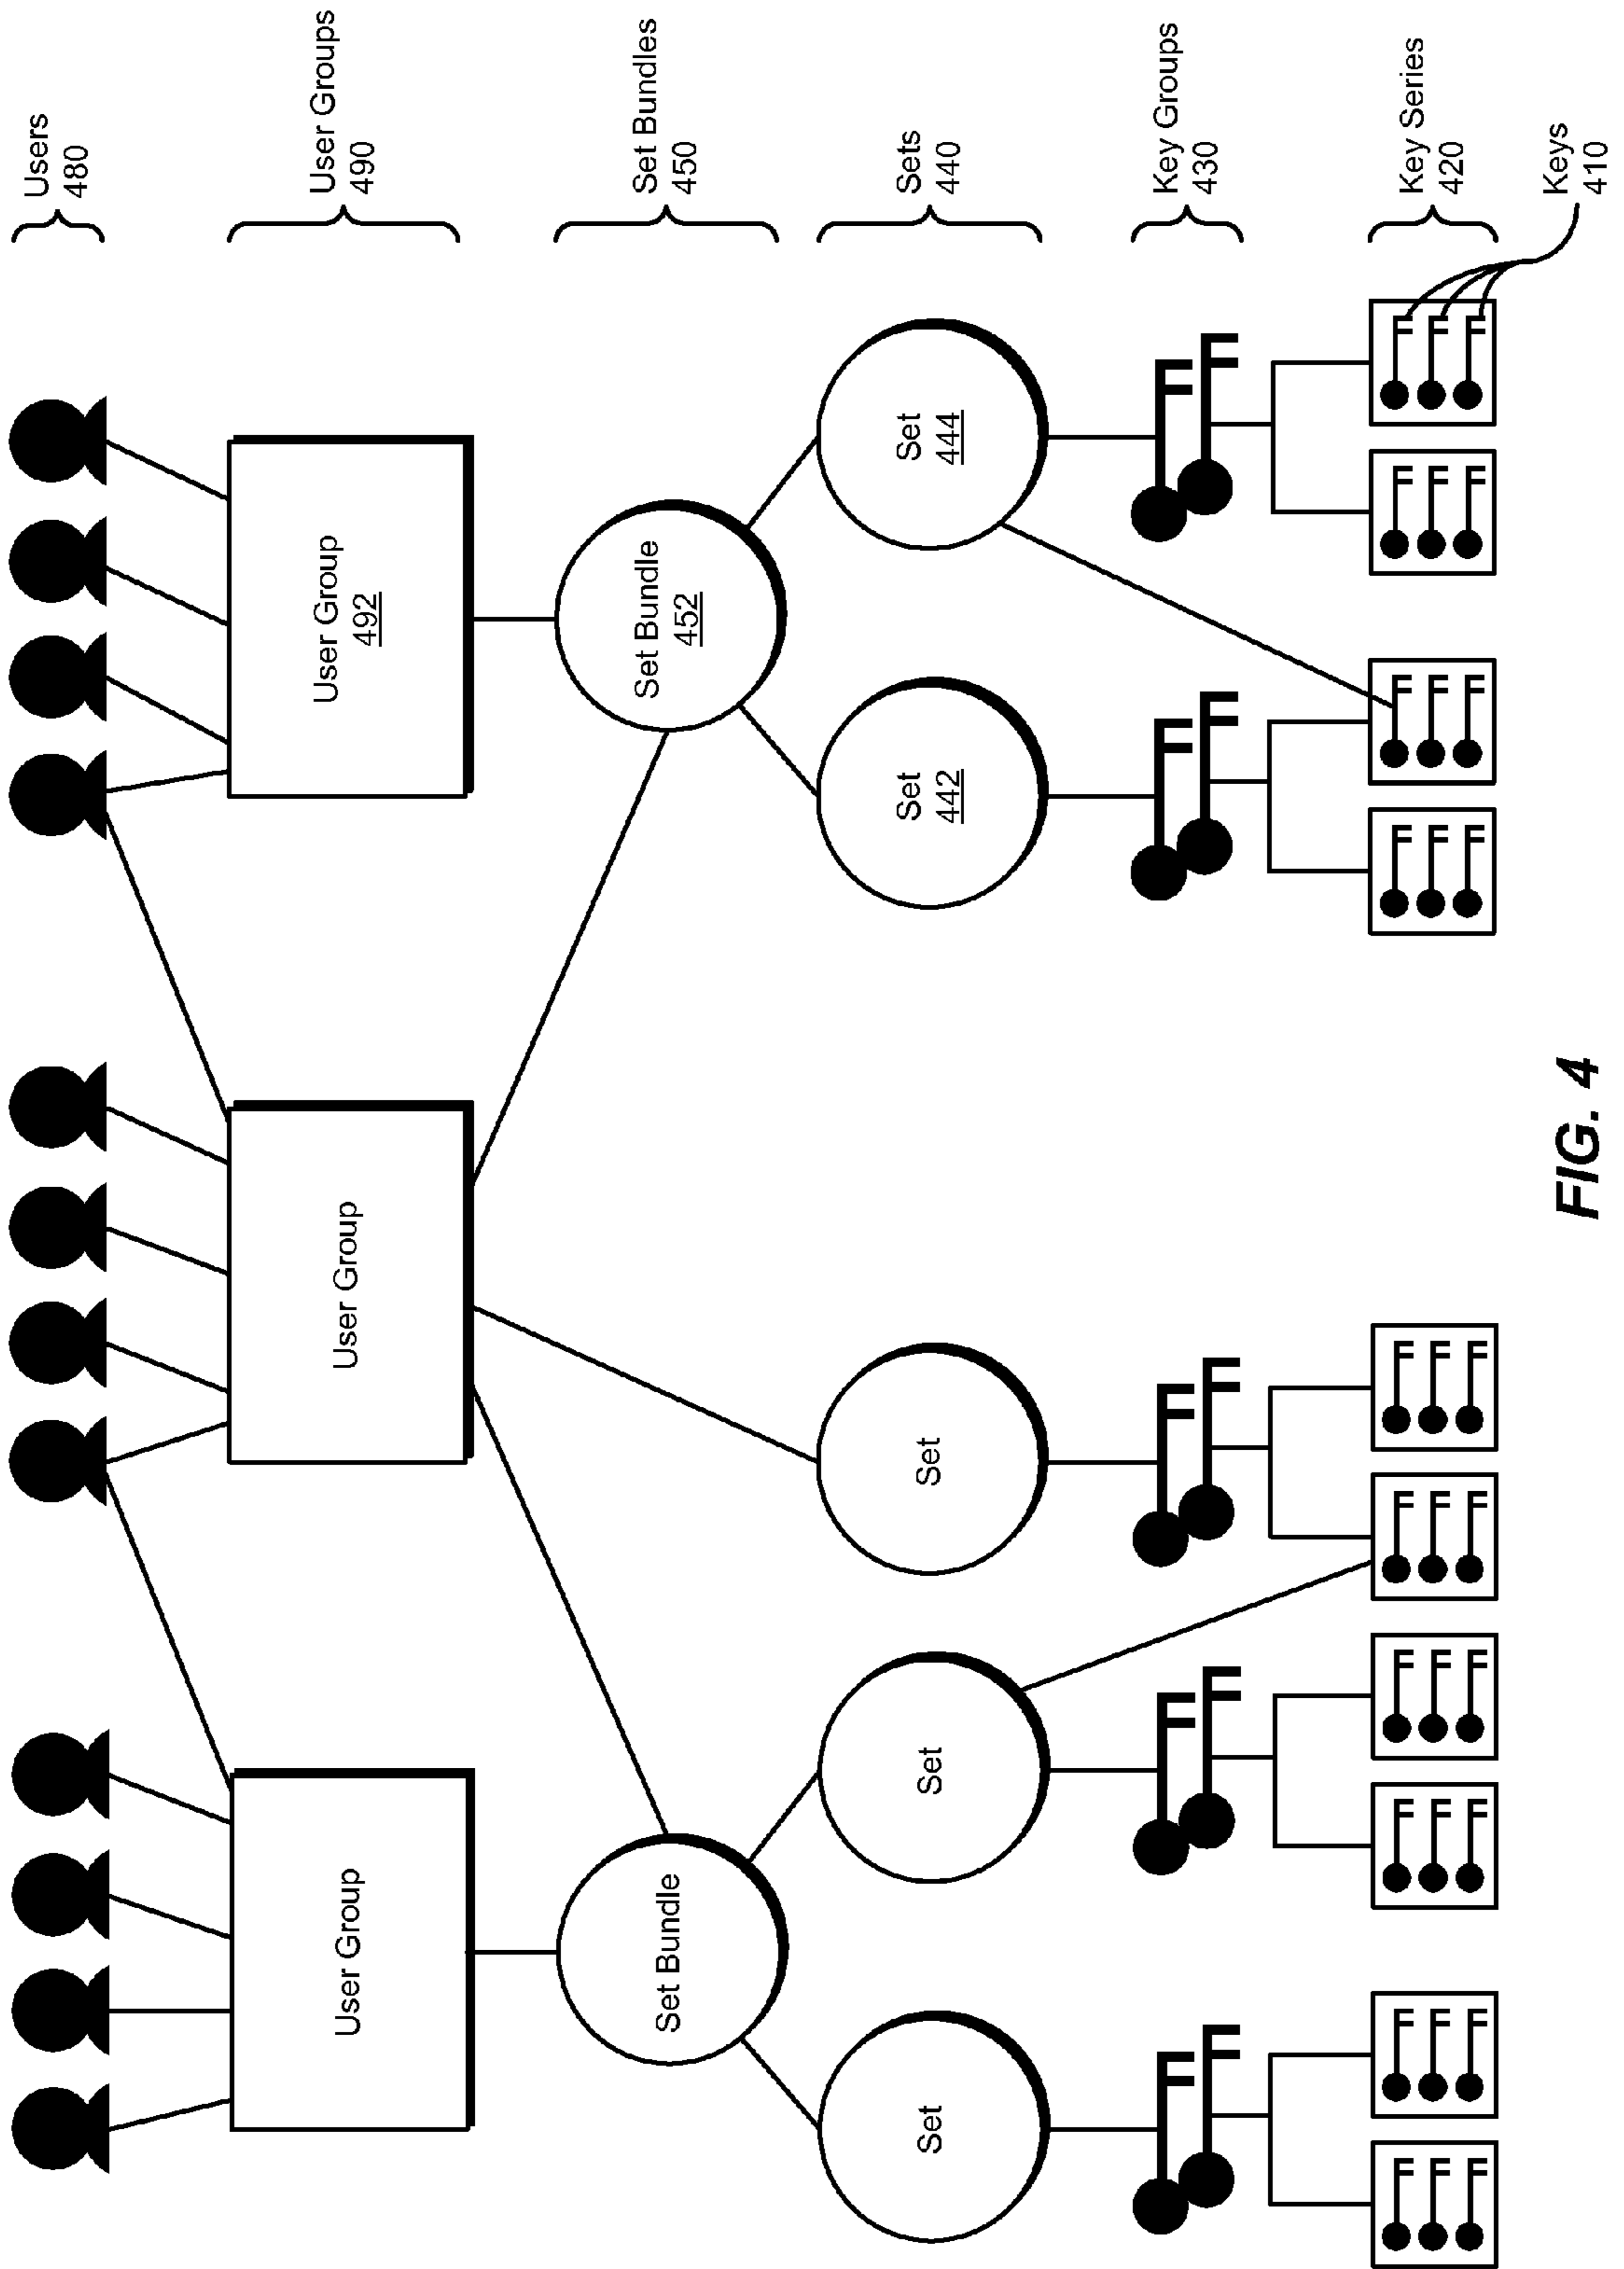 Users
480
User Groups
490
Set Bundles
450
Sets
440
Key Groups
430
Key Series
420
Keys
410
User Group
User Group
User Group
492
Set Bundle
Set Bundle
452
Set
Set
Set
Set
442
Set
444
FIG. 4